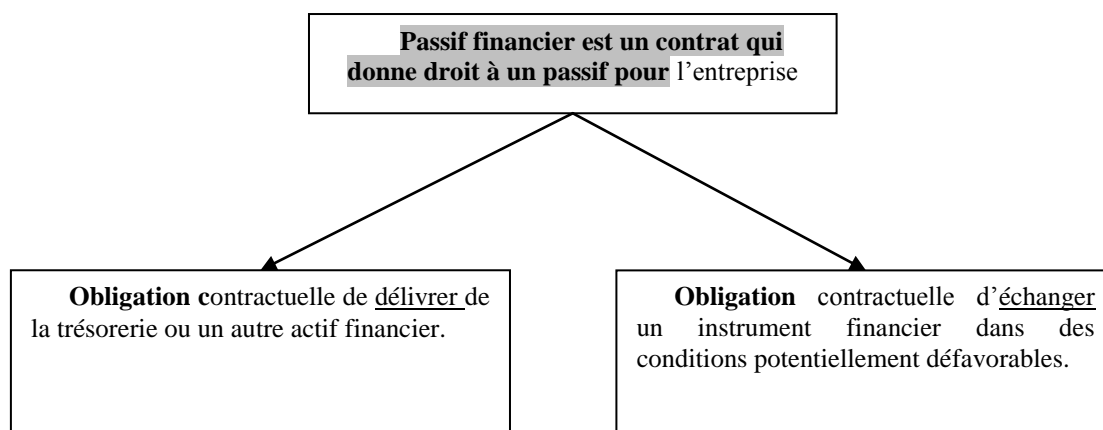 Passif financier est un contrat qui
donne droit à un passif pour l’entreprise
Obligation contractuelle de délivrer de
la trésorerie ou un autre actif financier.
Obligation contractuelle d’échanger
un instrument financier dans des
conditions potentiellement défavorables.